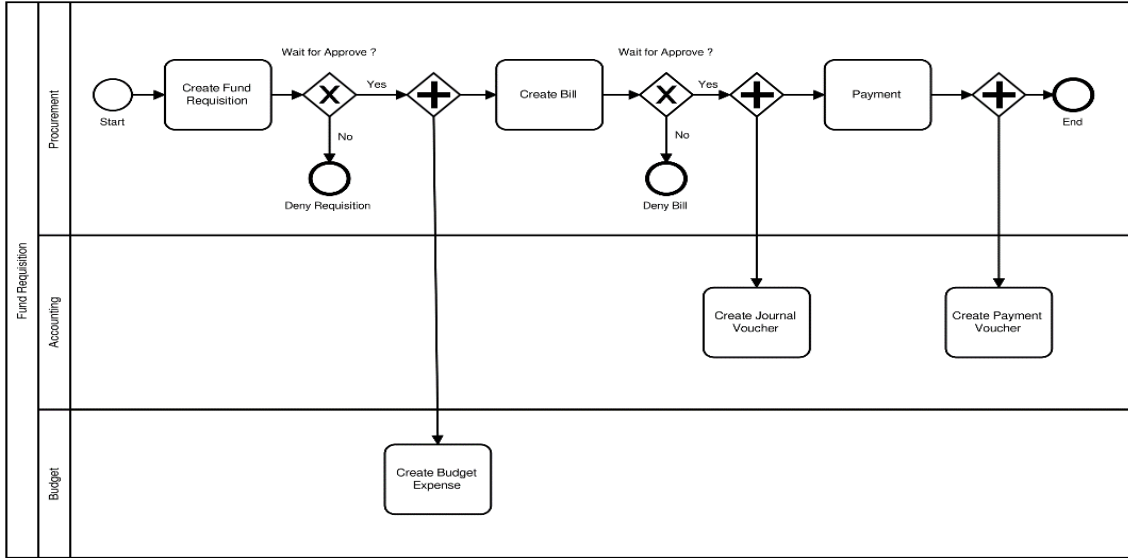 Fund Requisition
Procurement
Start
Create Fund
Requisition
Wait for Approve ?
Yes
No
Deny Requisition
Create Bill
Wait for Approve ?
Yes
No
Deny Bill
Payment
End
Accounting
Create Journal
Voucher
Create Payment
Voucher
Budget
Create Budget
Expense